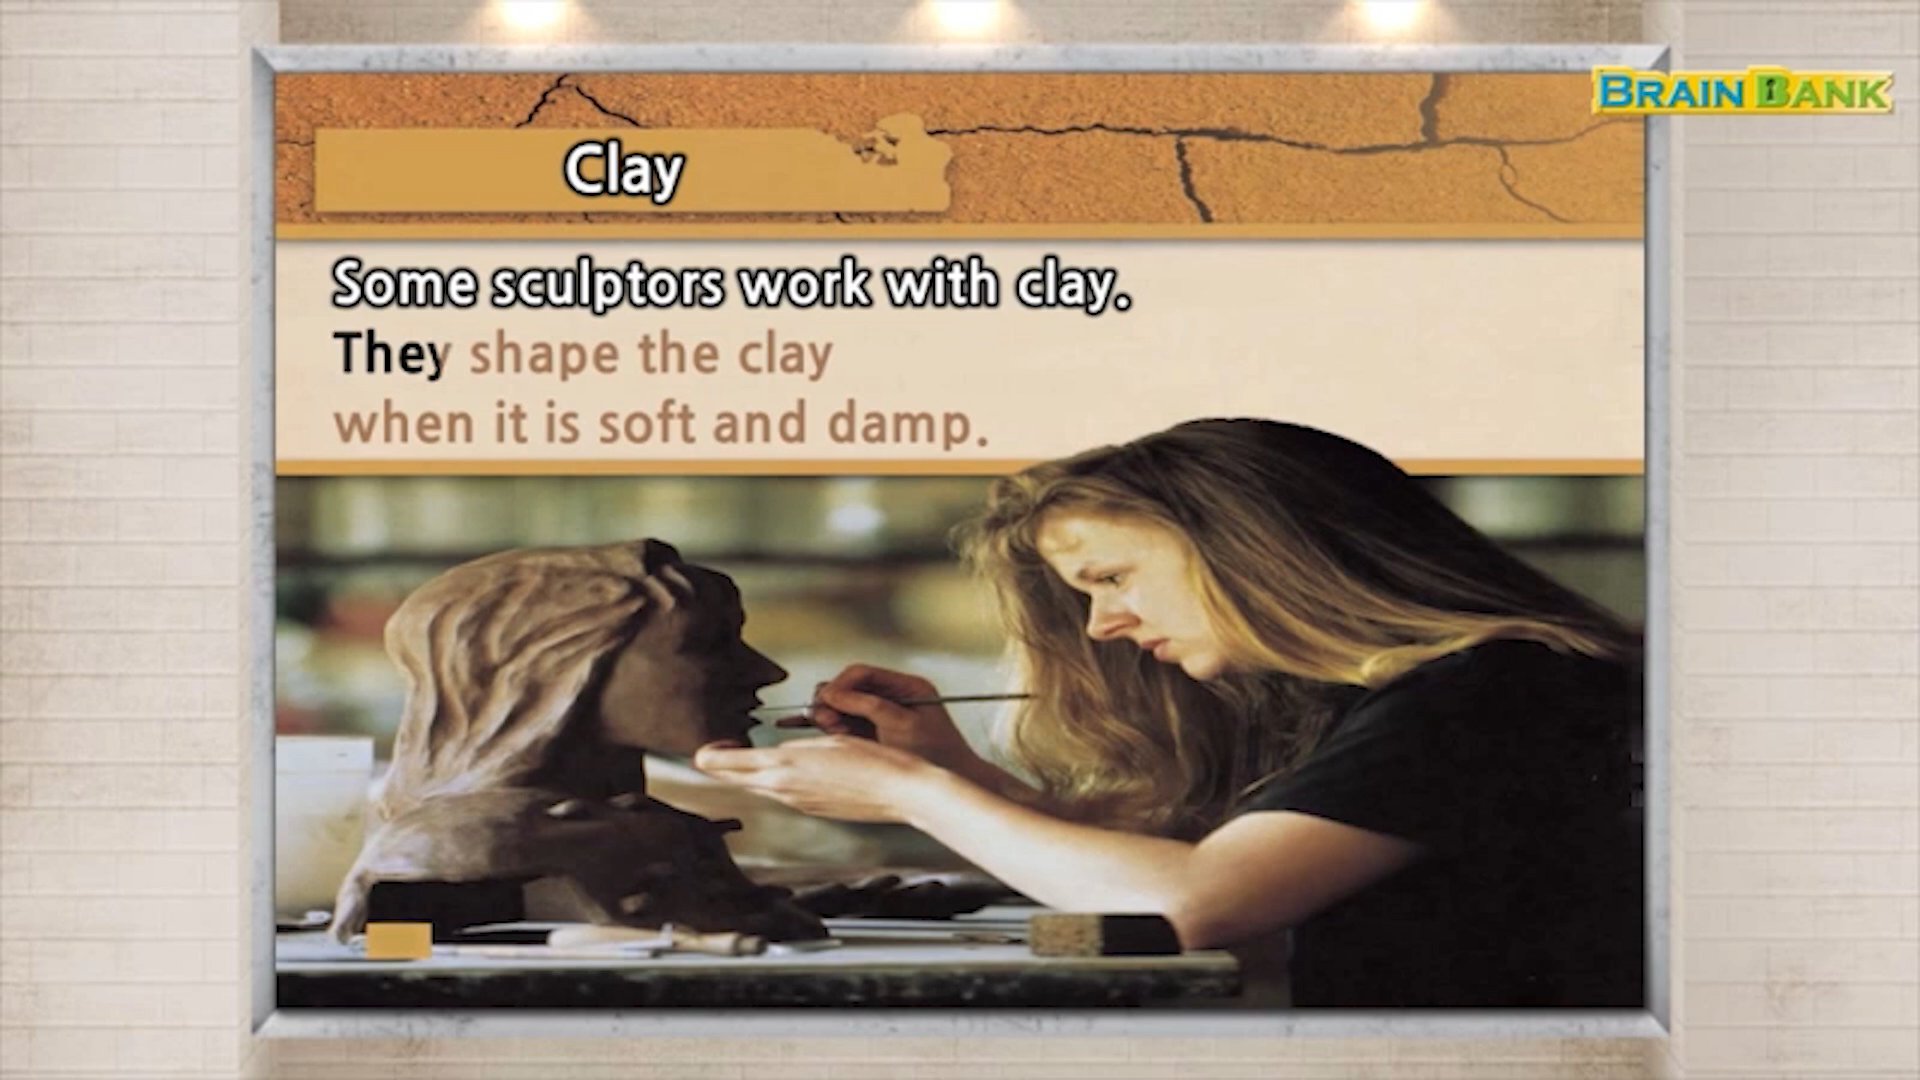 BRAIN BANK
Clay
Some sculptors work with clay.
They shape the clay
when it is soft and damp.